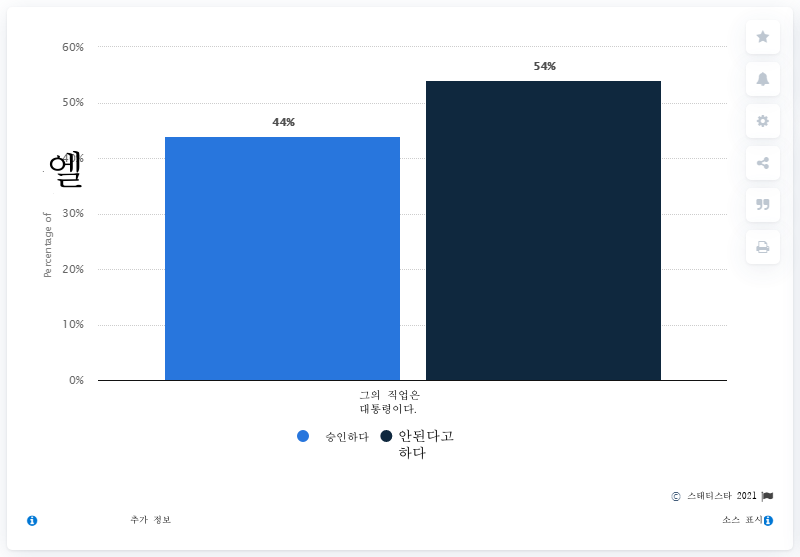 60%
54%
50%
44%
엘
40%
30%
Percentage of
20%
10%
0%
그의 직업은
대통령이다.
승인하다
안된다고
하다
© 스태티스타 2021
추가 정보
소스 표시